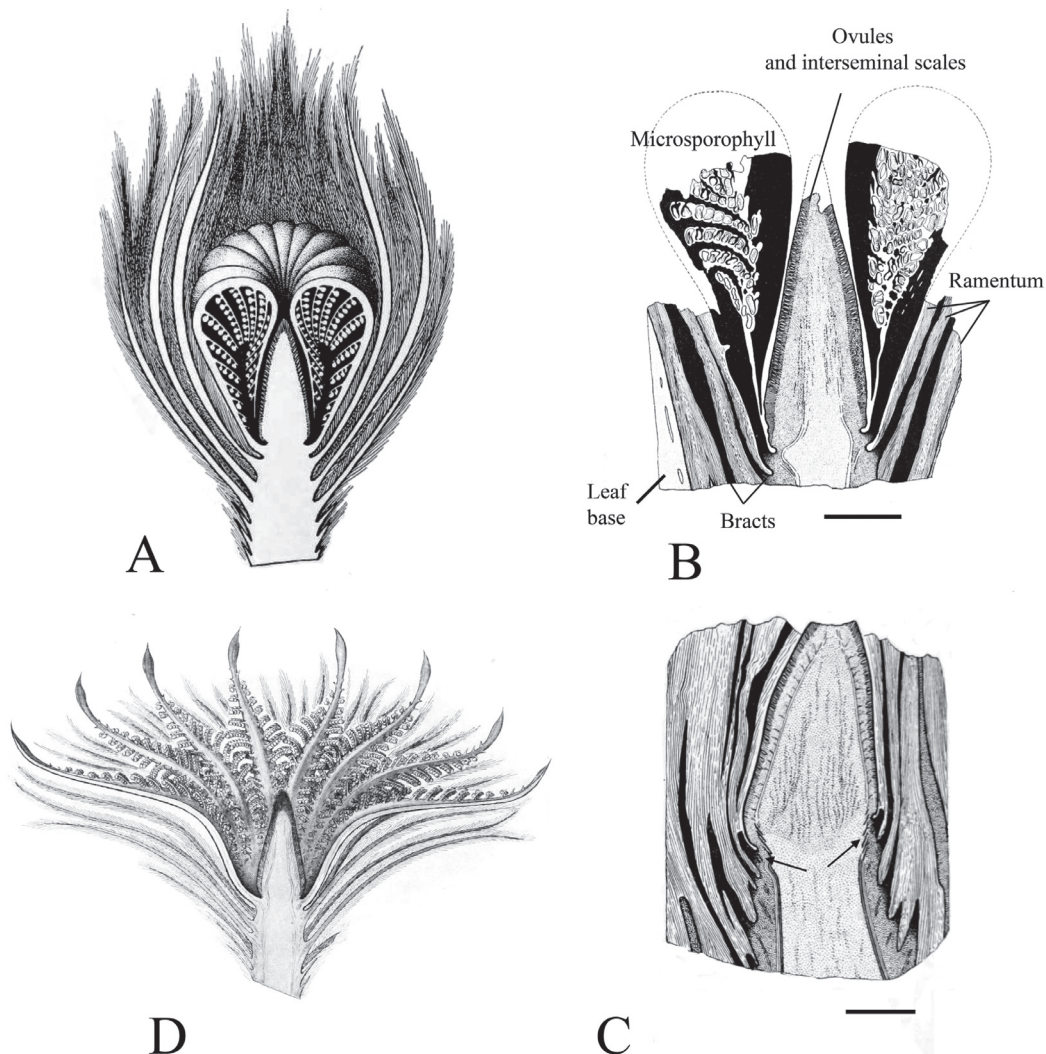 Ovules
and interseminal scales
Microsporophyll
Ramentum
Leaf
base
Bracts
A
B
D
C